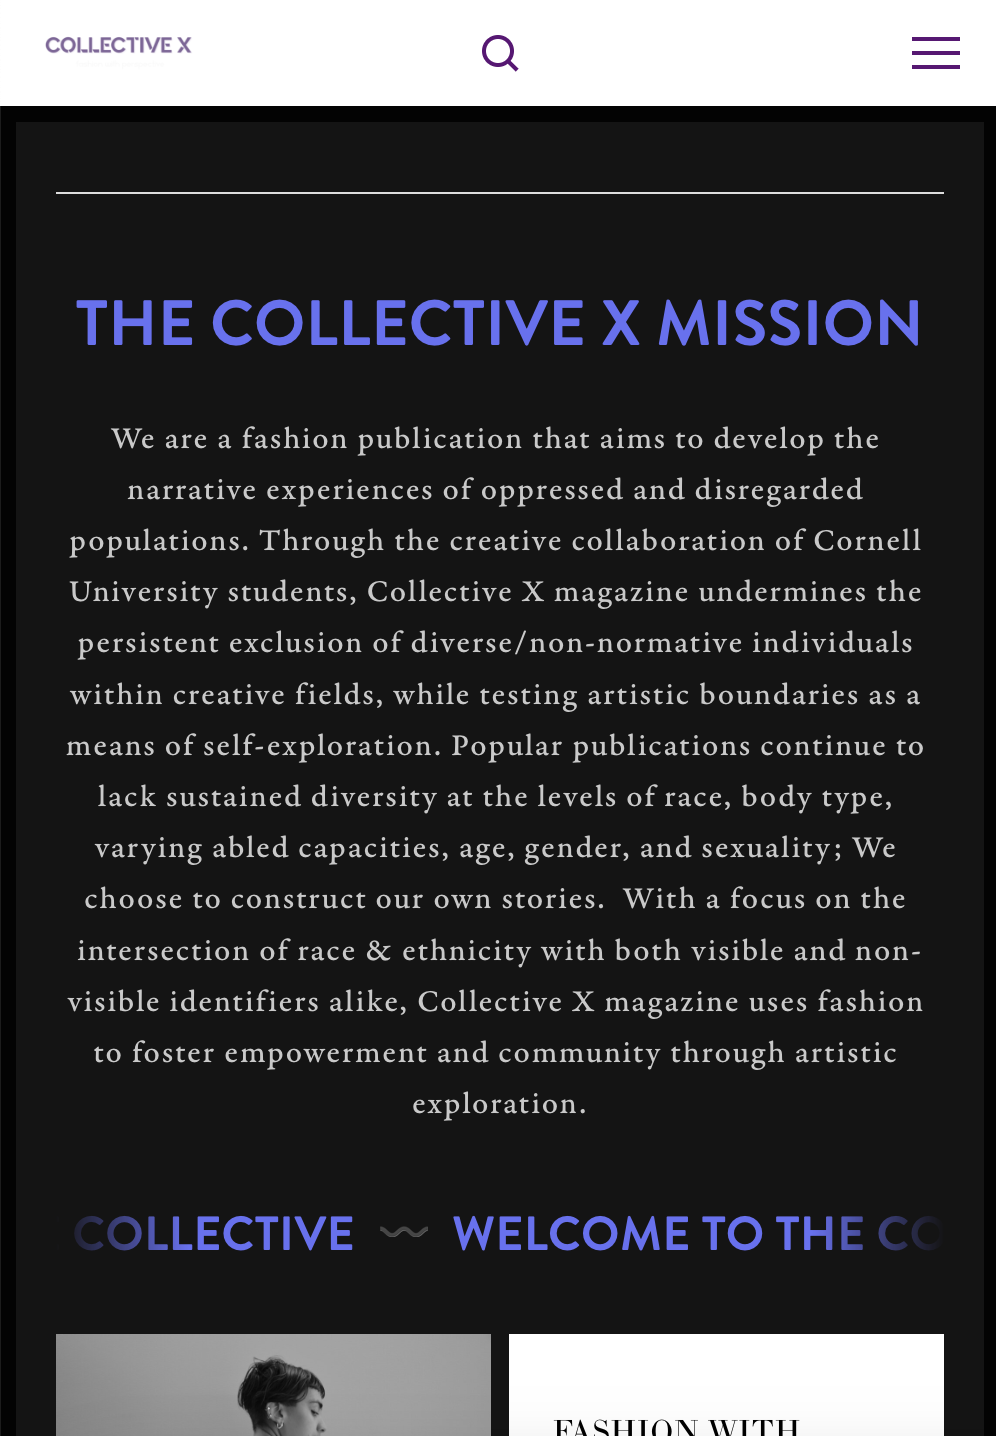 COLLECTIVE X
THE COLLECTIVE X MISSION
We are a fashion publication that aims to develop the
narrative experiences of oppressed and disregarded
populations. Through the creative collaboration of Cornell
University students, Collective X magazine undermines the
persistent exclusion of diverse/non-normative individuals
within creative fields, while testing artistic boundaries as a
means of self-exploration. Popular publications continue to
lack sustained diversity at the levels of race, body type,
varying abled capacities, age, gender, and sexuality; We
choose to construct our own stories.  With a focus on the
intersection of race & ethnicity with both visible and non-
visible identifiers alike, Collective X magazine uses fashion
to foster empowerment and community through artistic
exploration.
COLLECTIVE WELCOME TO THE CO
FASHION WITH